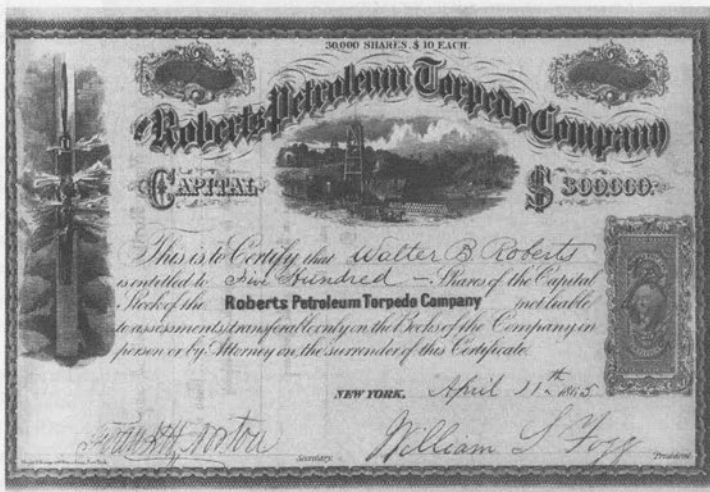 30,000 SHARES, $10 EACH.
Roberts Petroleum Torpedo Company
CAPITAL $300,000.
This is to Certify that Walter B Roberts
is entitled to Five Hundred — Shares of the Capital
Stock of the Roberts Petroleum Torpedo Company not liable
to assessments, transferable only on the Books of the Company in
person or by Attorney on the surrender of this Certificate.
NEW YORK, April 21th 1865
Frank H. Norton Secretary. William S Fogg President